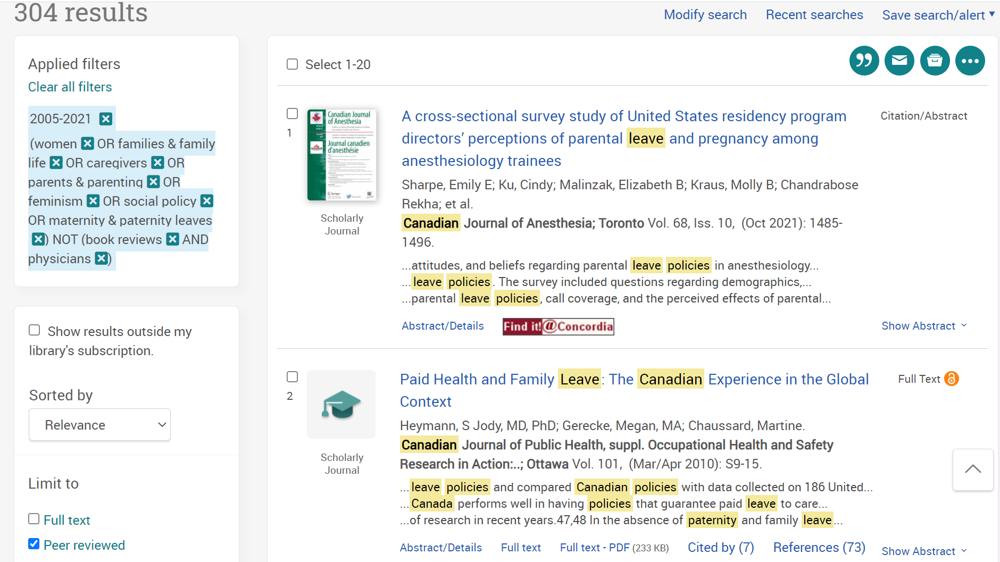 304 results
Modify search
Recent searches
Save search/alert
Applied filters
Clear all filters
2005-2021
(women OR families & family
life OR caregivers OR
parents & parenting OR
feminism OR social policy
OR maternity & paternity leaves
) NOT (book reviews AND
physicians )
Show results outside my
library's subscription.
Sorted by
Relevance
Limit to
Full text
Peer reviewed
Select 1-20
1
Canadian Journal
of Anesthesia
Journal canadien
d'anesthésie
Springer
Scholarly
Journal
A cross-sectional survey study of United States residency program
directors’ perceptions of parental leave and pregnancy among
anesthesiology trainees
Citation/Abstract
Sharpe, Emily E; Ku, Cindy; Malinzak, Elizabeth B; Kraus, Molly B; Chandrabose
Rekha; et al.
Canadian Journal of Anesthesia; Toronto Vol. 68, Iss. 10, (Oct 2021): 1485-
1496.
...attitudes, and beliefs regarding parental leave policies in anesthesiology...
...leave policies. The survey included questions regarding demographics,...
...parental leave policies, call coverage, and the perceived effects of parental...
Abstract/Details
Find it!@Concordia
Show Abstract
2
Scholarly
Journal
Paid Health and Family Leave: The Canadian Experience in the Global
Context
Full Text
Heymann, S Jody, MD, PhD; Gerecke, Megan, MA; Chaussard, Martine.
Canadian Journal of Public Health, suppl. Occupational Health and Safety
Research in Action:..; Ottawa Vol. 101, (Mar/Apr 2010): S9-15.
...leave policies and compared Canadian policies with data collected on 186 United...
...Canada performs well in having policies that guarantee paid leave to care...
...of research in recent years.47,48 In the absence of paternity and family leave...
Abstract/Details
Full text
Full text - PDF (233 KB)
Cited by (7)
References (73)
Show Abstract